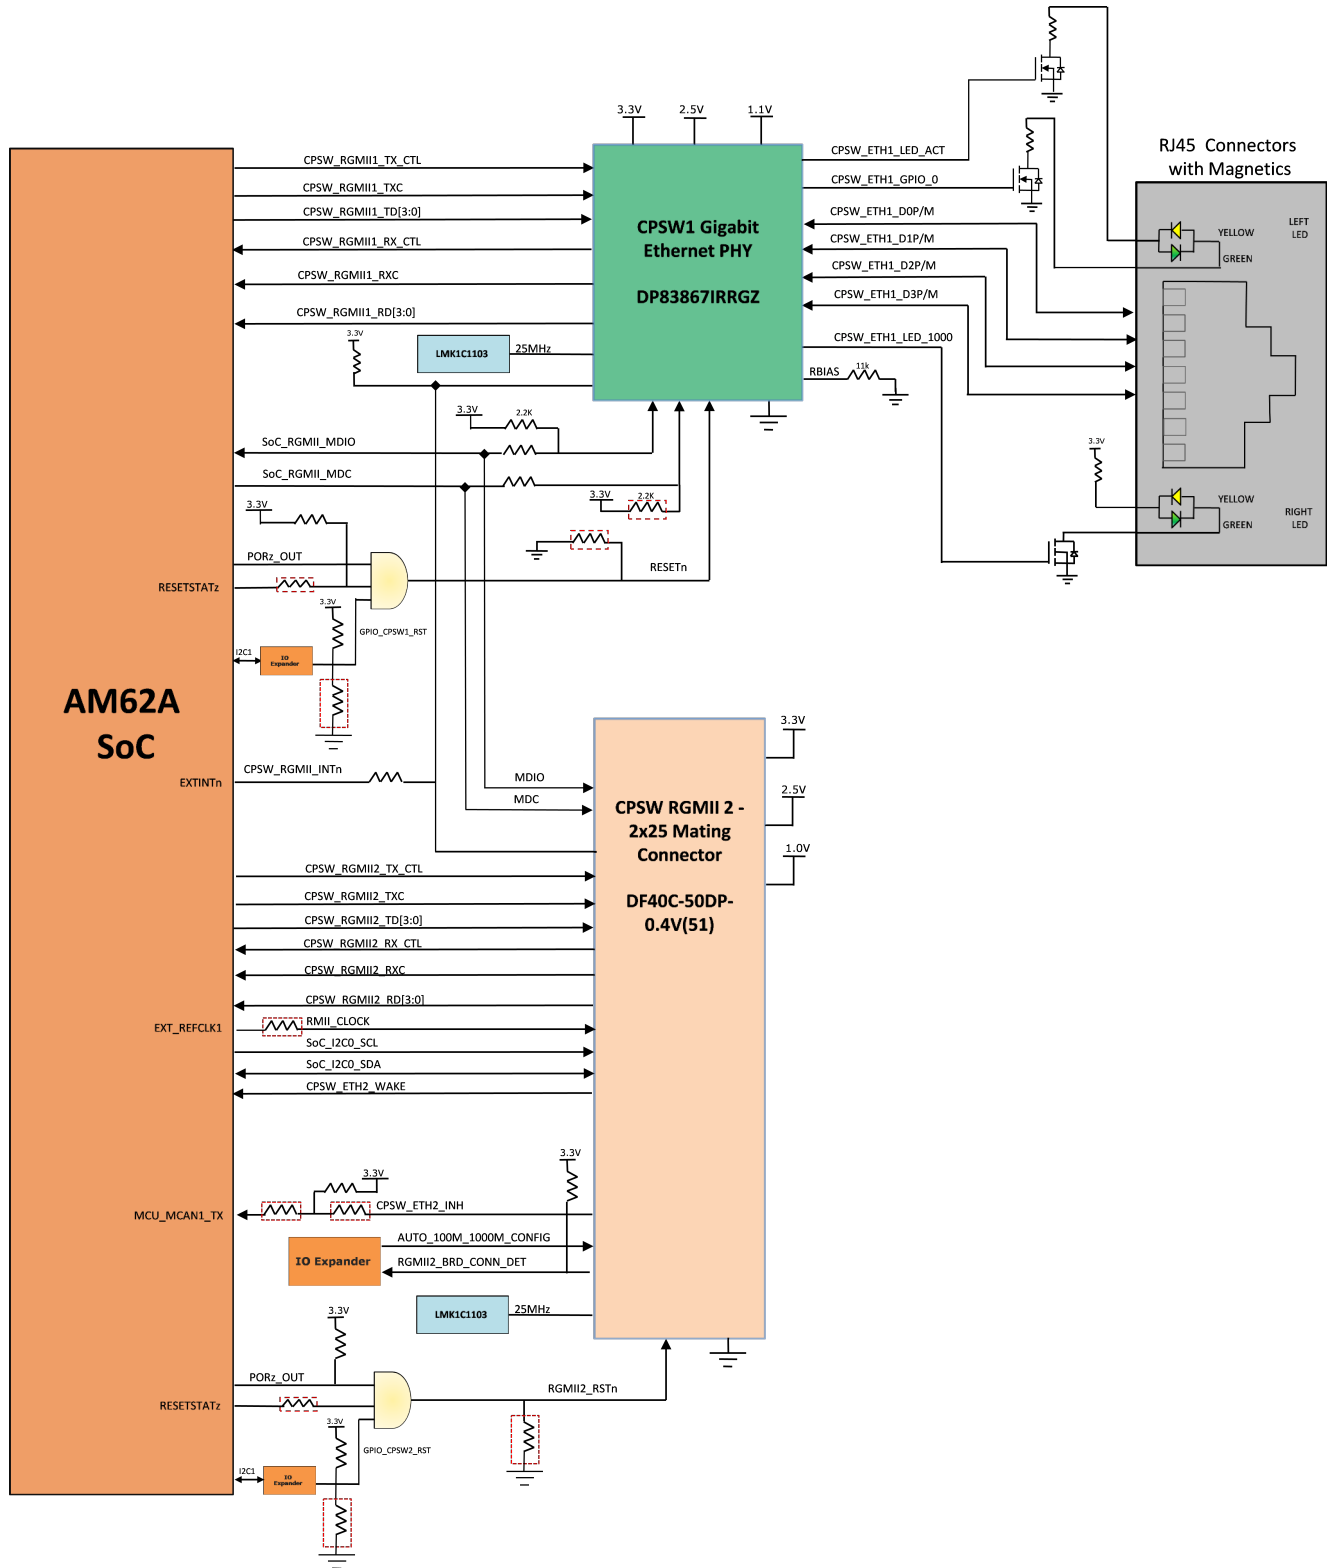 3.3V
2.5V
1.1V
CPSW_RGMII1_TX_CTL
CPSW_RGMII1_TXC
CPSW_RGMII1_TD[3:0]
CPSW_RGMII1_RX_CTL
CPSW_RGMII1_RXC
CPSW_RGMII1_RD[3:0]
CPSW1 Gigabit
Ethernet PHY
DP83867IRRGZ
CPSW_ETH1_LED_ACT
CPSW_ETH1_GPIO_0
CPSW_ETH1_D0P/M
CPSW_ETH1_D1P/M
CPSW_ETH1_D2P/M
CPSW_ETH1_D3P/M
CPSW_ETH1_LED_1000
RBIAS
11k
RJ45 Connectors
with Magnetics
LEFT
LED
YELLOW
GREEN
3.3V
YELLOW
GREEN
RIGHT
LED
3.3V
LMK1C1103
25MHz
3.3V
2.2K
SoC_RGMII_MDIO
SoC_RGMII_MDC
3.3V
2.2K
3.3V
PORz_OUT
RESETSTATz
RESETn
3.3V
GPIO_CPSW1_RST
I2C1
IO
Expander
AM62A
SoC
EXTINTn
CPSW_RGMII_INTn
MDIO
MDC
3.3V
2.5V
1.0V
CPSW RGMII 2 -
2x25 Mating
Connector
DF40C-50DP-
0.4V(51)
CPSW_RGMII2_TX_CTL
CPSW_RGMII2_TXC
CPSW_RGMII2_TD[3:0]
CPSW_RGMII2_RX_CTL
CPSW_RGMII2_RXC
CPSW_RGMII2_RD[3:0]
EXT_REFCLK1
RMII_CLOCK
SoC_I2C0_SCL
SoC_I2C0_SDA
CPSW_ETH2_WAKE
3.3V
3.3V
MCU_MCAN1_TX
CPSW_ETH2_INH
IO Expander
AUTO_100M_1000M_CONFIG
RGMII2_BRD_CONN_DET
LMK1C1103
25MHz
3.3V
PORz_OUT
RESETSTATz
RGMII2_RSTn
3.3V
GPIO_CPSW2_RST
I2C1
IO
Expander